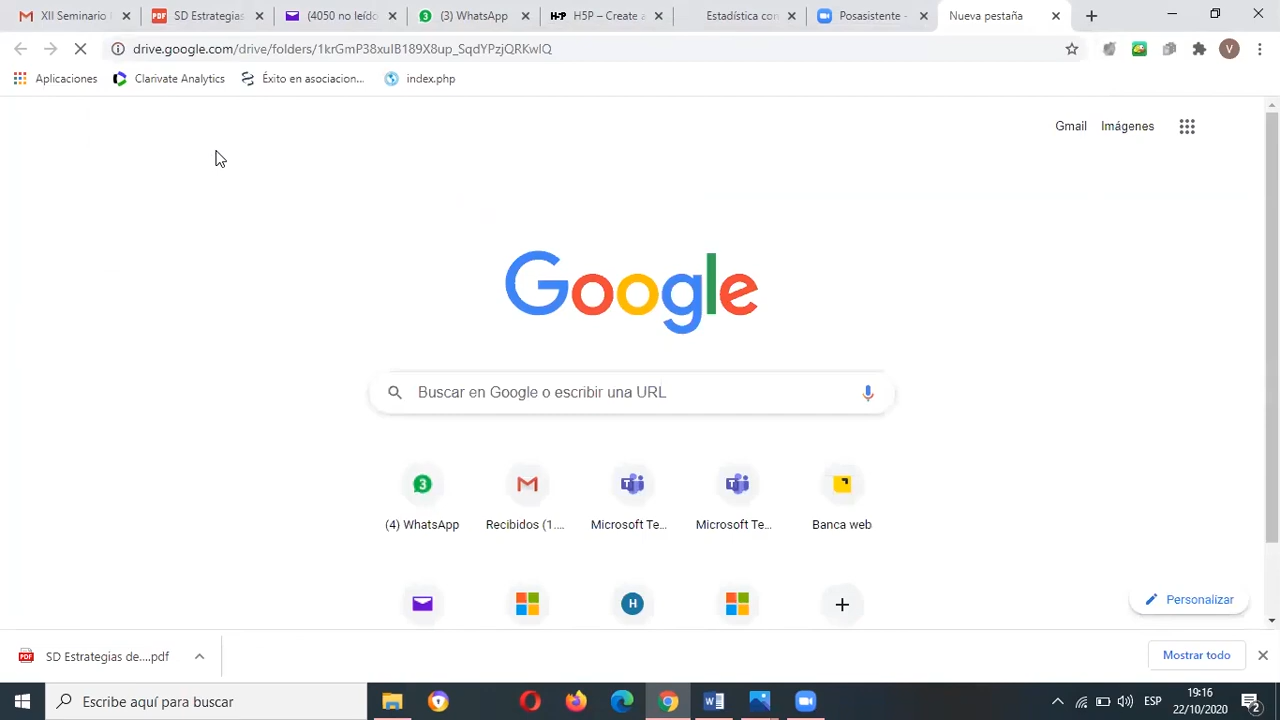 XII Seminario
SD Estrategias
(4050 no leído
(3) WhatsApp
H-P H5P – Create a
Estadística con
Posasistente -
Nueva pestaña
drive.google.com/drive/folders/1krGmP38xuIB189X8up_SqdYPzjQRKwIQ
V
Aplicaciones
Clarivate Analytics
Éxito en asociacion...
index.php
Gmail
Imágenes
Google
Buscar en Google o escribir una URL
(4) WhatsApp
Recibidos (1....
Microsoft Te...
Microsoft Te...
Banca web
H
Personalizar
SD Estrategias de....pdf
Mostrar todo
Escribe aquí para buscar
ESP
19:16
22/10/2020
2